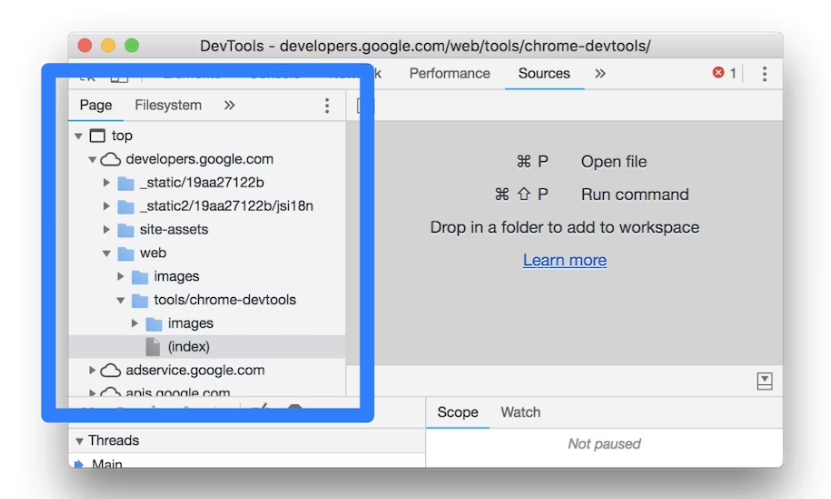 DevTools - developers.google.com/web/tools/chrome-devtools/
Performance Sources » 1
Page Filesystem »
top
developers.google.com
_static/19aa27122b
_static2/19aa27122b/jsi18n
site-assets
web
images
tools/chrome-devtools
images
(index)
adservice.google.com
apis.google.com
⌘ P Open file
⌘ ⇧ P Run command
Drop in a folder to add to workspace
Learn more
Scope Watch
Threads
Not paused
Main